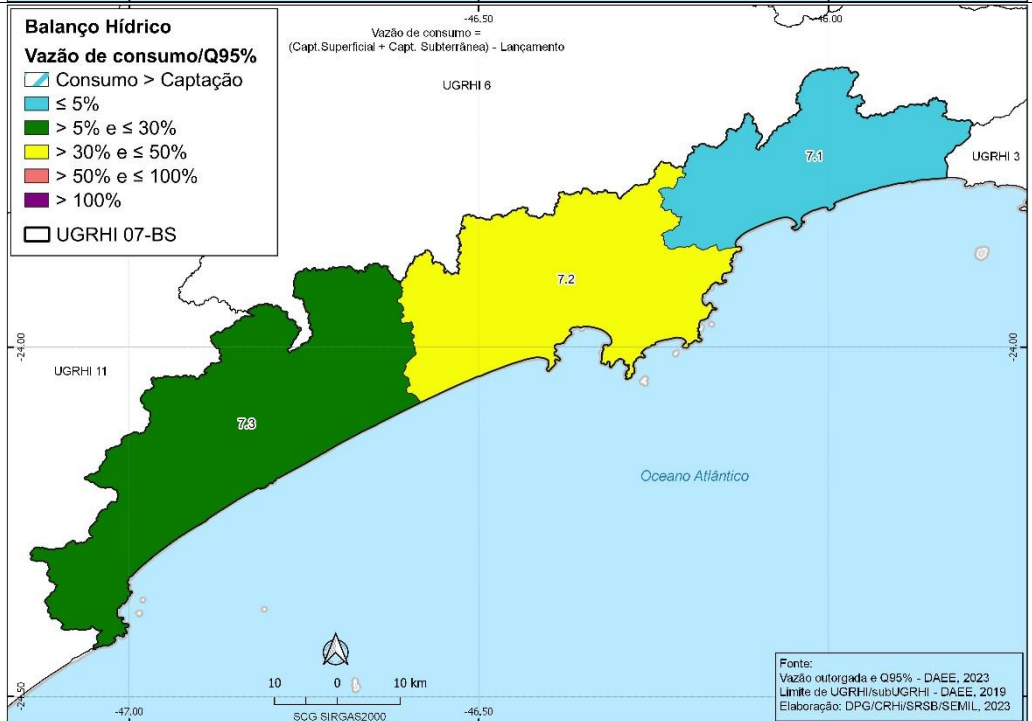 Balanço Hídrico
Vazão de consumo/Q95%
Consumo > Captação
≤ 5%
> 5% e ≤ 30%
> 30% e ≤ 50%
> 50% e ≤ 100%
> 100%
UGRHI 07-BS
-46.50
-46.00
Vazão de consumo =
(Capt.Superficial + Capt. Subterrânea) - Lançamento
UGRHI 6
7.1
UGRHI 3
7.2
-24.00
-24.00
UGRHI 11
7.3
Oceano Atlântico
10 0 10 km
SCG SIRGAS2000
-24.50
-47.00
-46.50
Fonte:
Vazão outorgada e Q95% - DAEE, 2023
Limite de UGRHI/subUGRHI - DAEE, 2019
Elaboração: DPG/CRHi/SRSB/SEMIL, 2023